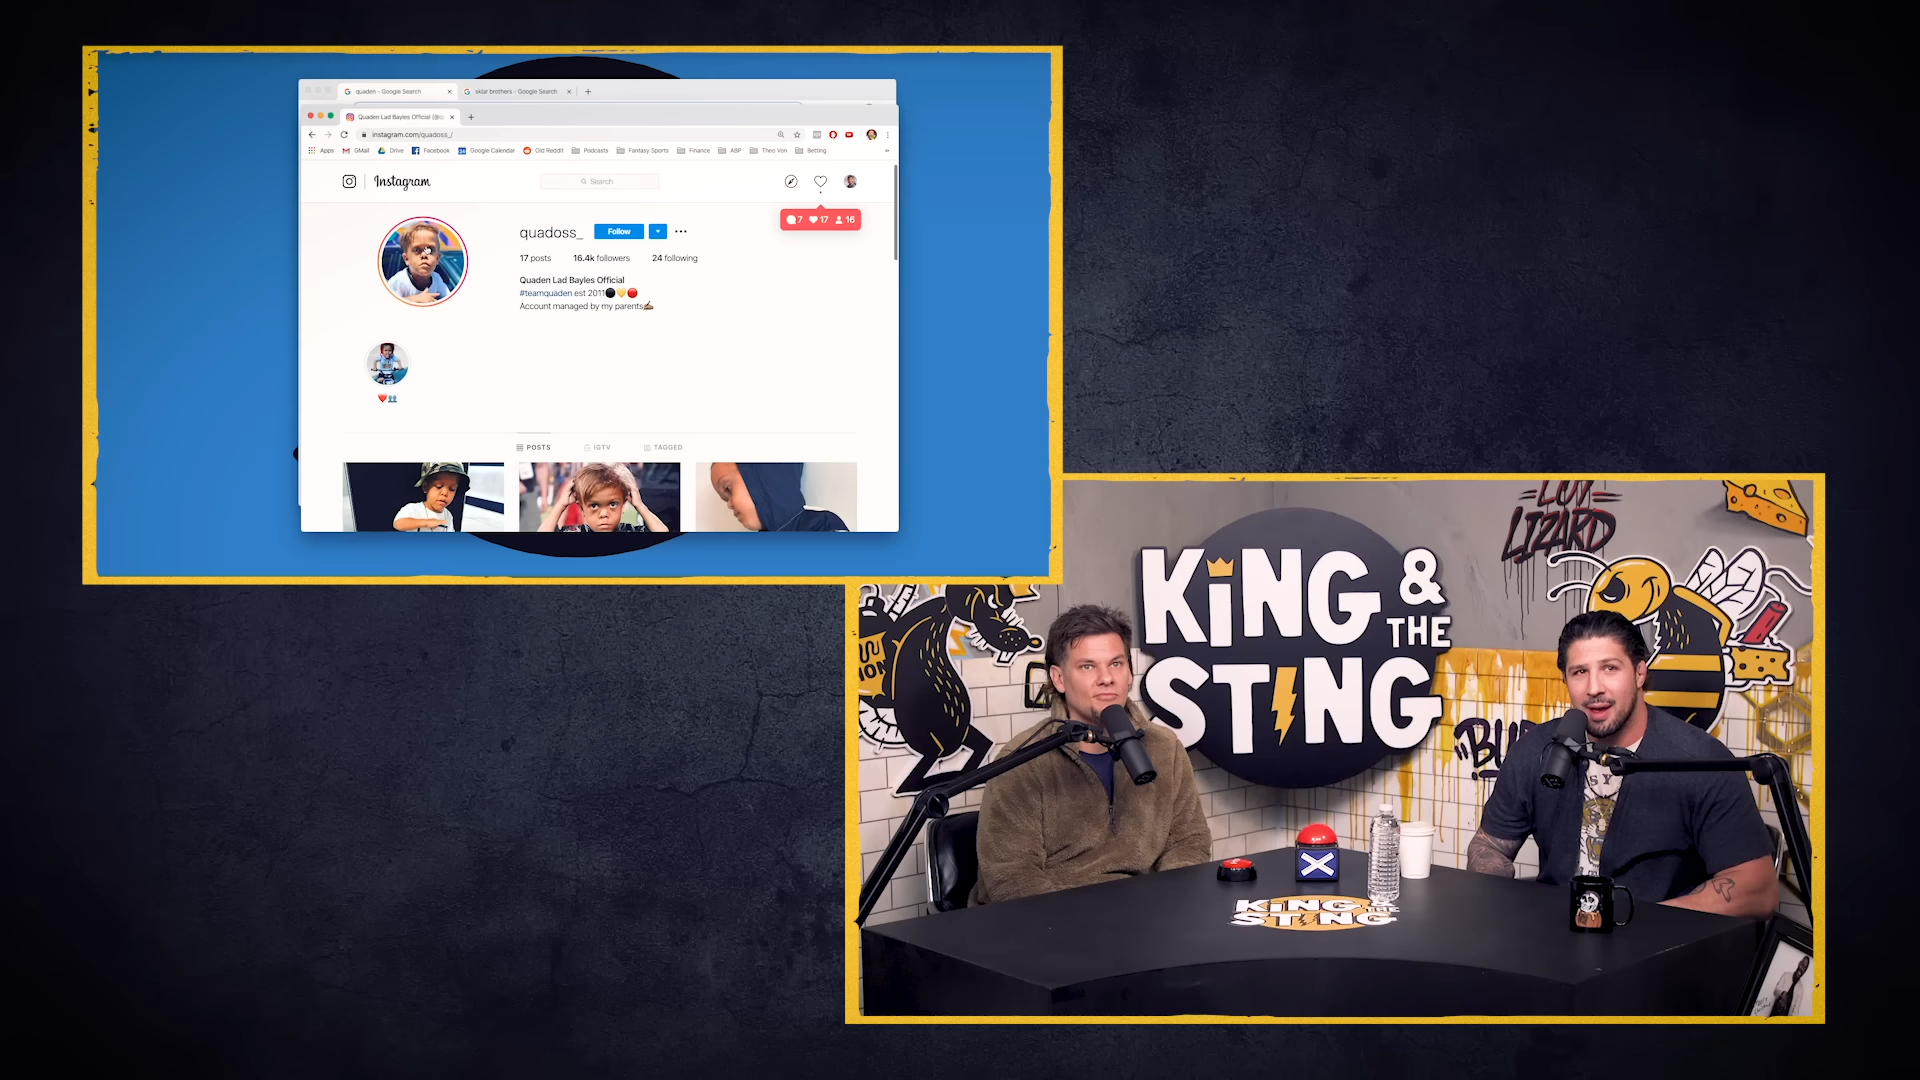 quaden - Google Search
sklar brothers - Google Search
Quaden Lad Bayles Official (@q
instagram.com/quadoss_/
Apps GMail Drive Facebook Google Calendar Old Reddit Podcasts Fantasy Sports Finance ABP Theo Von Betting
Instagram
Search
7 17 16
quadoss_ Follow
17 posts 16.4k followers 24 following
Quaden Lad Bayles Official
#teamquaden est 2011
Account managed by my parents
POSTS IGTV TAGGED
LUV
LIZARD
KING &
THE
STING
KING
STING